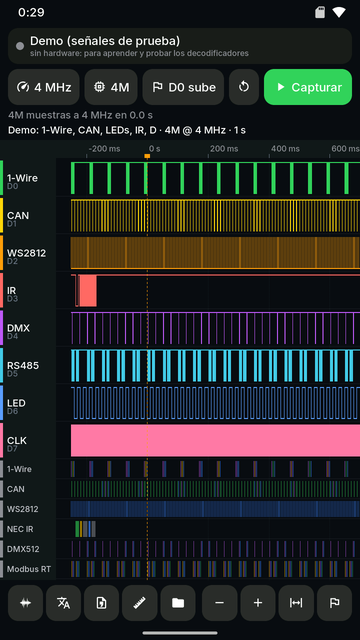 0:29
Demo (señales de prueba)
sin hardware: para aprender y probar los decodificadores
4 MHz
4M
D0 sube
Capturar
4M muestras a 4 MHz en 0.0 s
Demo: 1-Wire, CAN, LEDs, IR, D · 4M @ 4 MHz · 1 s
-200 ms
0 s
200 ms
400 ms
600 ms
1-Wire
D0
CAN
D1
WS2812
D2
IR
D3
DMX
D4
RS485
D5
LED
D6
CLK
D7
1-Wire
CAN
WS2812
NEC IR
DMX512
Modbus RT